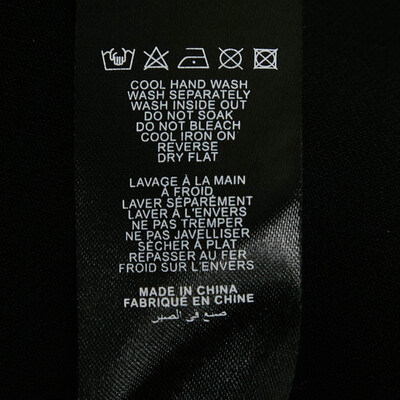 COOL HAND WASH
WASH SEPARATELY
WASH INSIDE OUT
DO NOT SOAK
DO NOT BLEACH
COOL IRON ON
REVERSE
DRY FLAT
LAVAGE À LA MAIN
À FROID
LAVER SÉPARÉMENT
LAVER À L'ENVERS
NE PAS TREMPER
NE PAS JAVELLISER
SÉCHER À PLAT
REPASSER AU FER
FROID SUR L'ENVERS
MADE IN CHINA
FABRIQUÉ EN CHINE
صنع في الصين